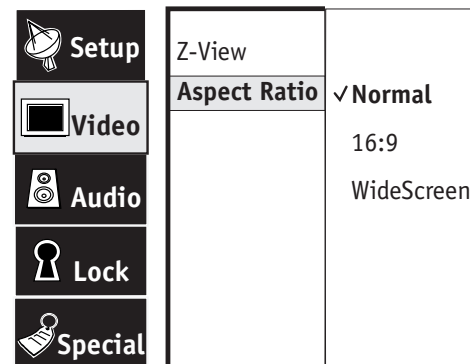 Setup
Video
Audio
Lock
Special
Z-View
Aspect Ratio
✓Normal
16:9
WideScreen